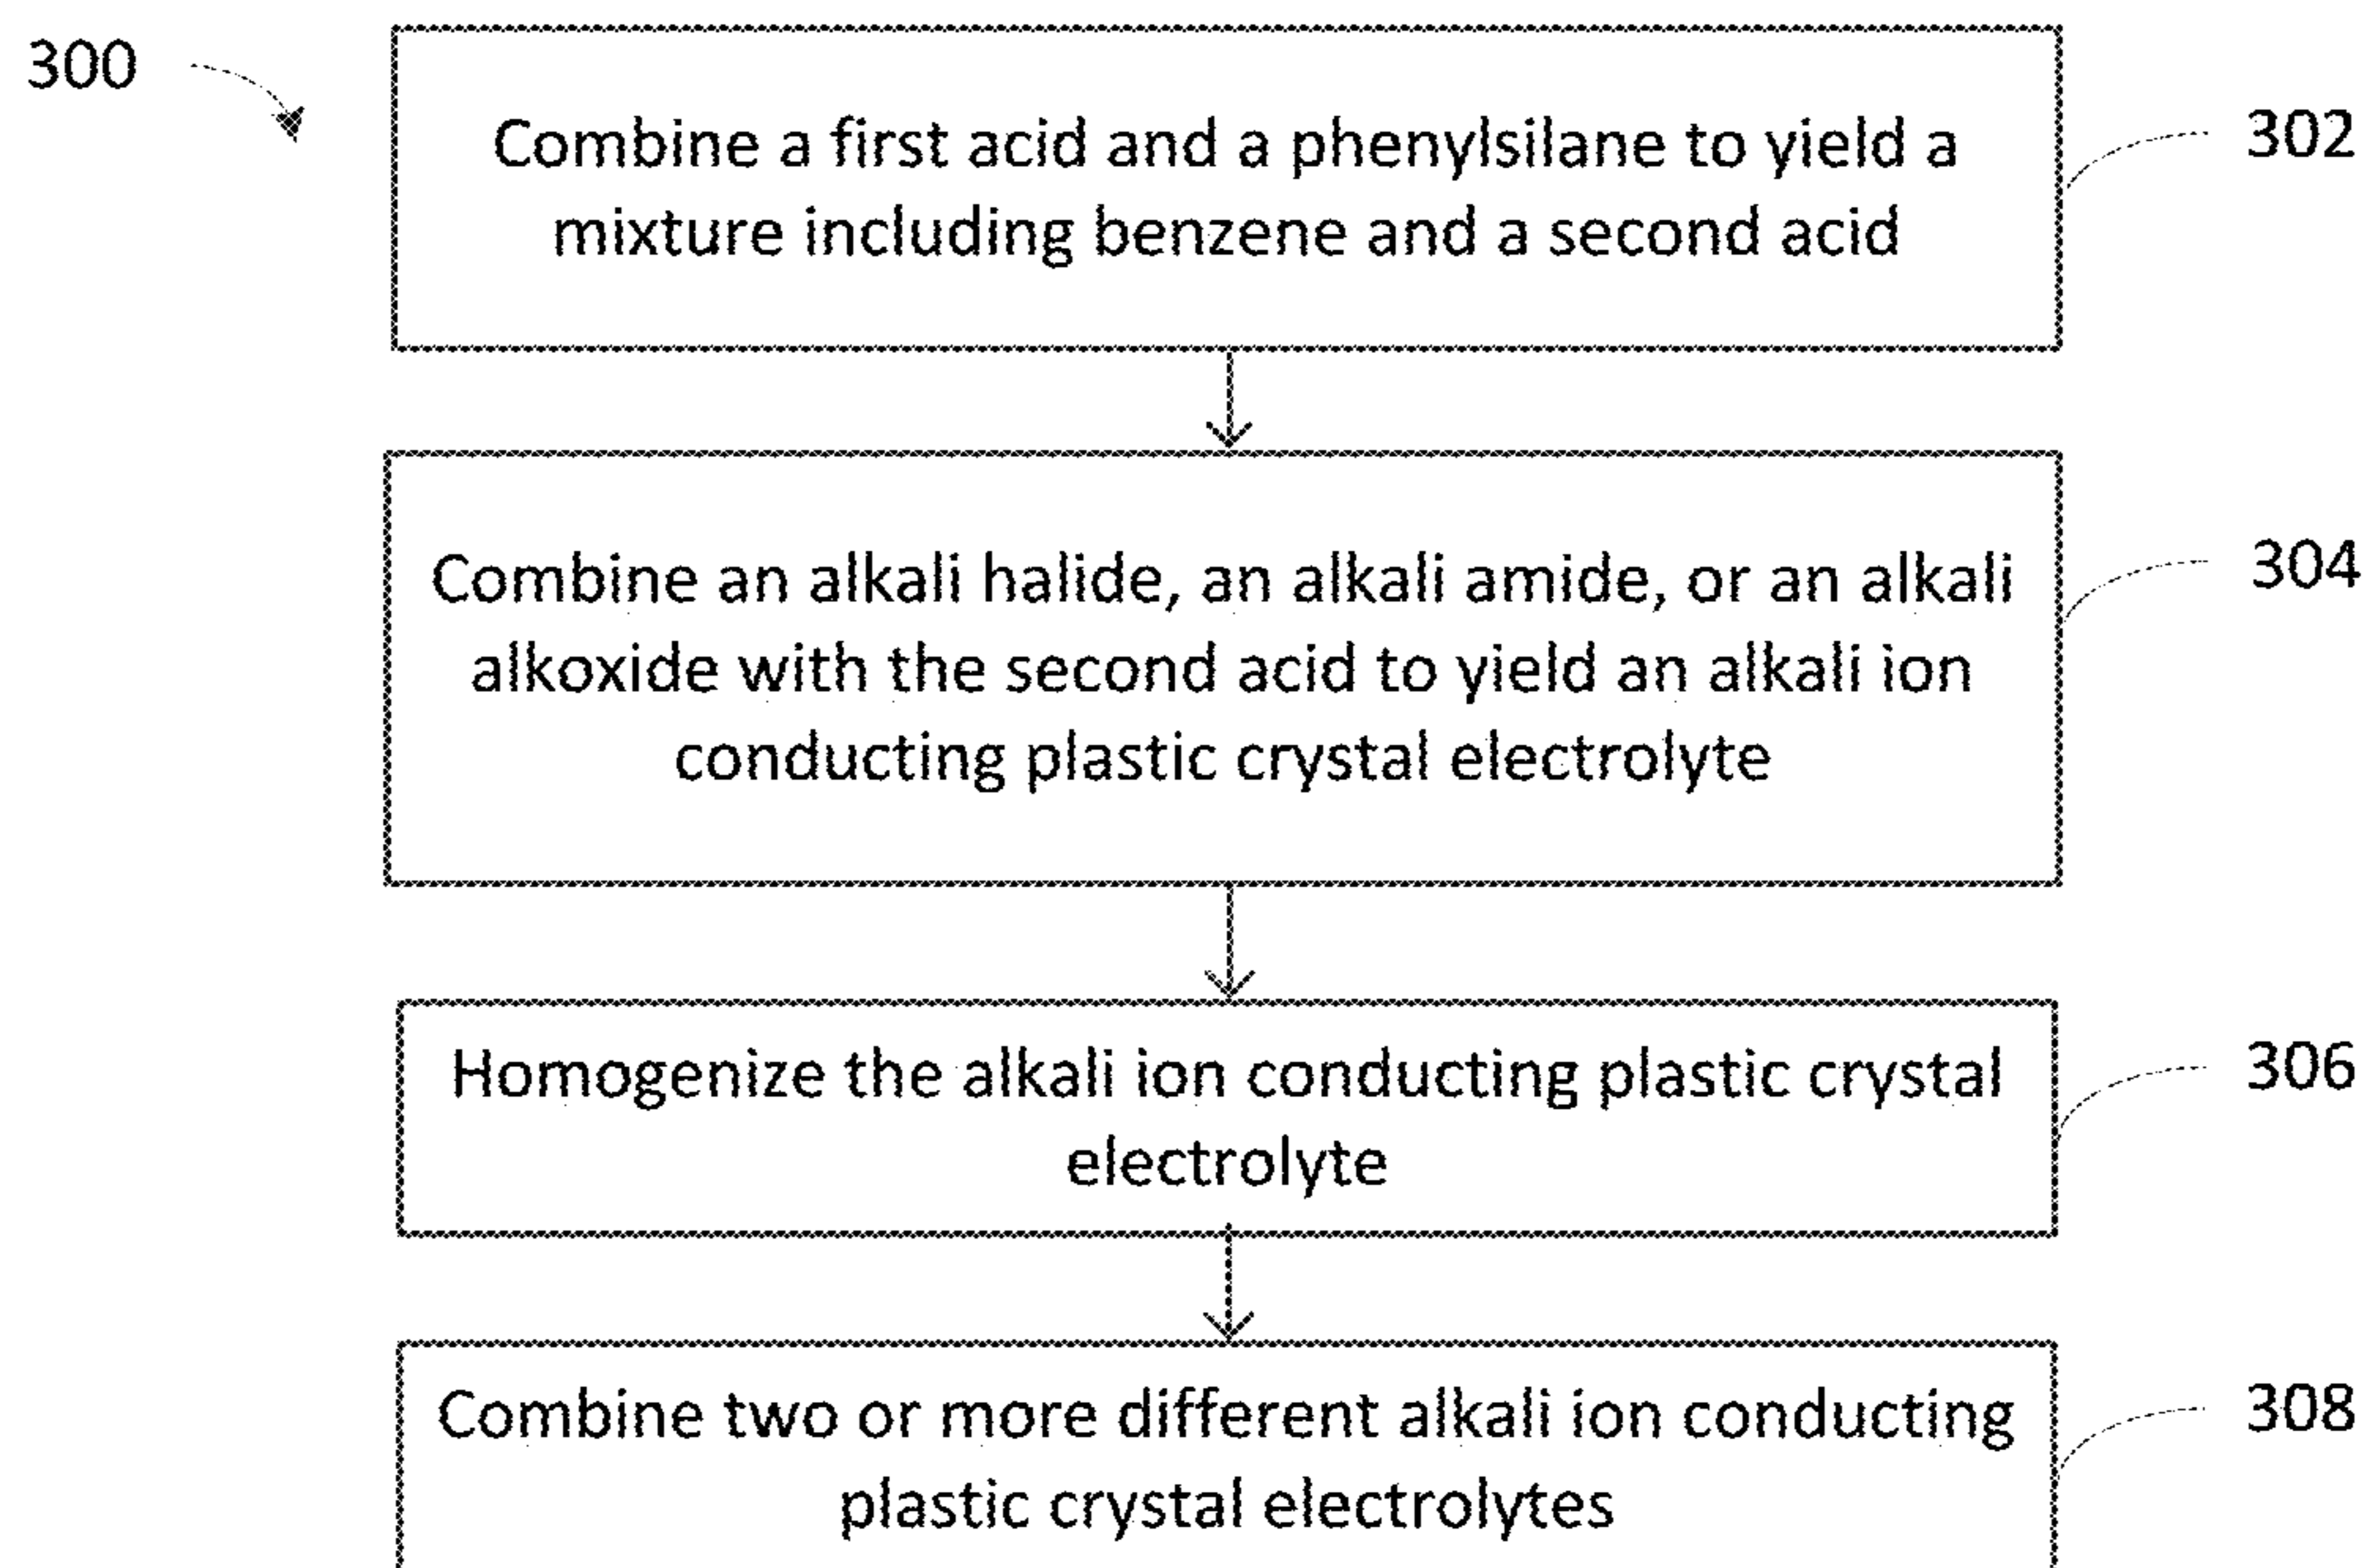 300
Combine a first acid and a phenylsilane to yield a
mixture including benzene and a second acid
302
Combine an alkali halide, an alkali amide, or an alkali
alkoxide with the second acid to yield an alkali ion
conducting plastic crystal electrolyte
304
Homogenize the alkali ion conducting plastic crystal
electrolyte
306
Combine two or more different alkali ion conducting
plastic crystal electrolytes
308